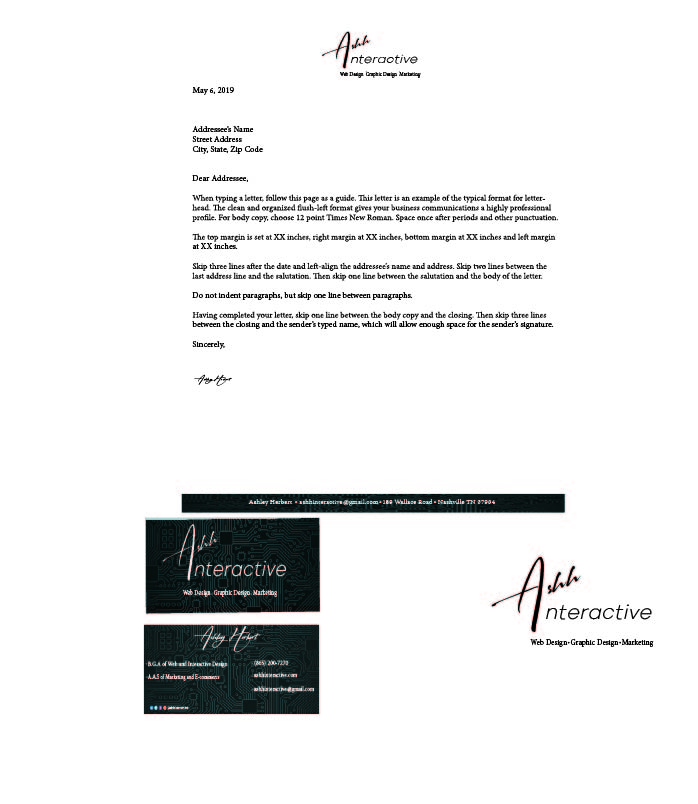 Ashh
nteractive
Web Design Graphic Design Marketing
May 6, 2019
Addressee's Name
Street Address
City, State, Zip Code
Dear Addressee,
When typing a letter, follow this page as a guide. This letter is an example of the typical format for letter-
head. The clean and organized flush-left format gives your business communications a highly professional
profile. For body copy, choose 12 point Times New Roman. Space once after periods and other punctuation.
The top margin is set at XX inches, right margin at XX inches, bottom margin at XX inches and left margin
at XX inches.
Skip three lines after the date and left-align the addressee's name and address. Skip two lines between the
last address line and the salutation. Then skip one line between the salutation and the body of the letter.
Do not indent paragraphs, but skip one line between paragraphs.
Having completed your letter, skip one line between the body copy and the closing. Then skip three lines
between the closing and the sender's typed name, which will allow enough space for the sender's signature.
Sincerely,
Ashley Herbert • ashhinteractive@gmail.com • 188 Wallace Road • Nashville TN
Ashh
nteractive
Web Design . Graphic Design . Marketing
Ashley Herbert
B.G.A of Web and Interactive Design
(865) 200-7270
A.A.S of Marketing and E-commerce
ashhinteractive.com
ashhinteractive@gmail.com
Ashh
nteractive
Web Design•Graphic Design•Marketing